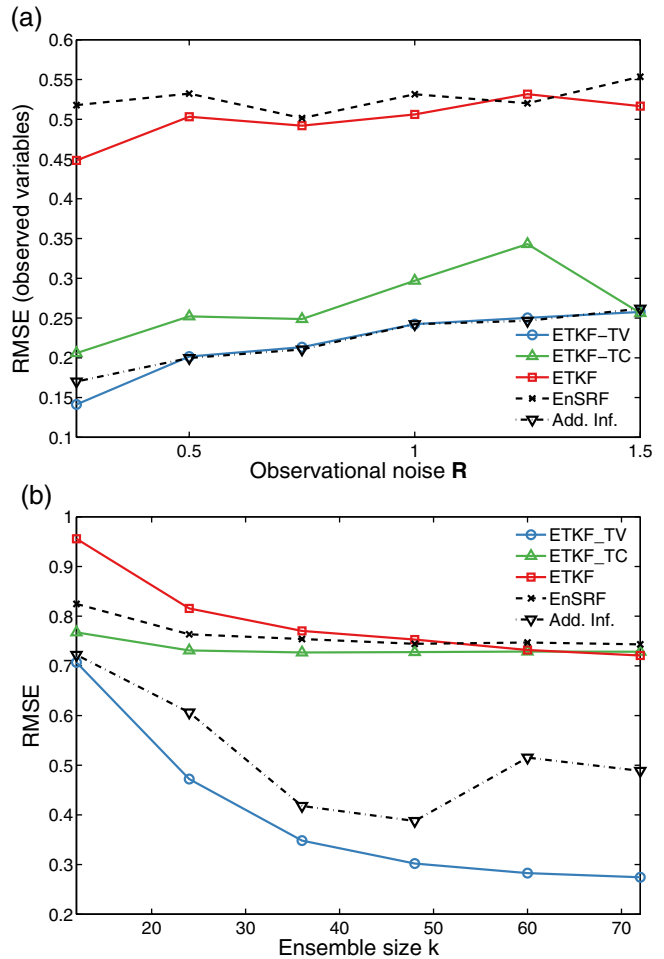 (a)
0.6
0.55
0.5
0.45
0.4
0.35
0.3
0.25
0.2
0.15
0.1
RMSE (observed variables)
ETKF−TV
ETKF−TC
ETKF
EnSRF
Add. Inf.
0.5
1
1.5
Observational noise R
(b)
1
0.9
0.8
0.7
0.6
0.5
0.4
0.3
0.2
RMSE
ETKF_TV
ETKF_TC
ETKF
EnSRF
Add. Inf.
20
30
40
50
60
70
Ensemble size k